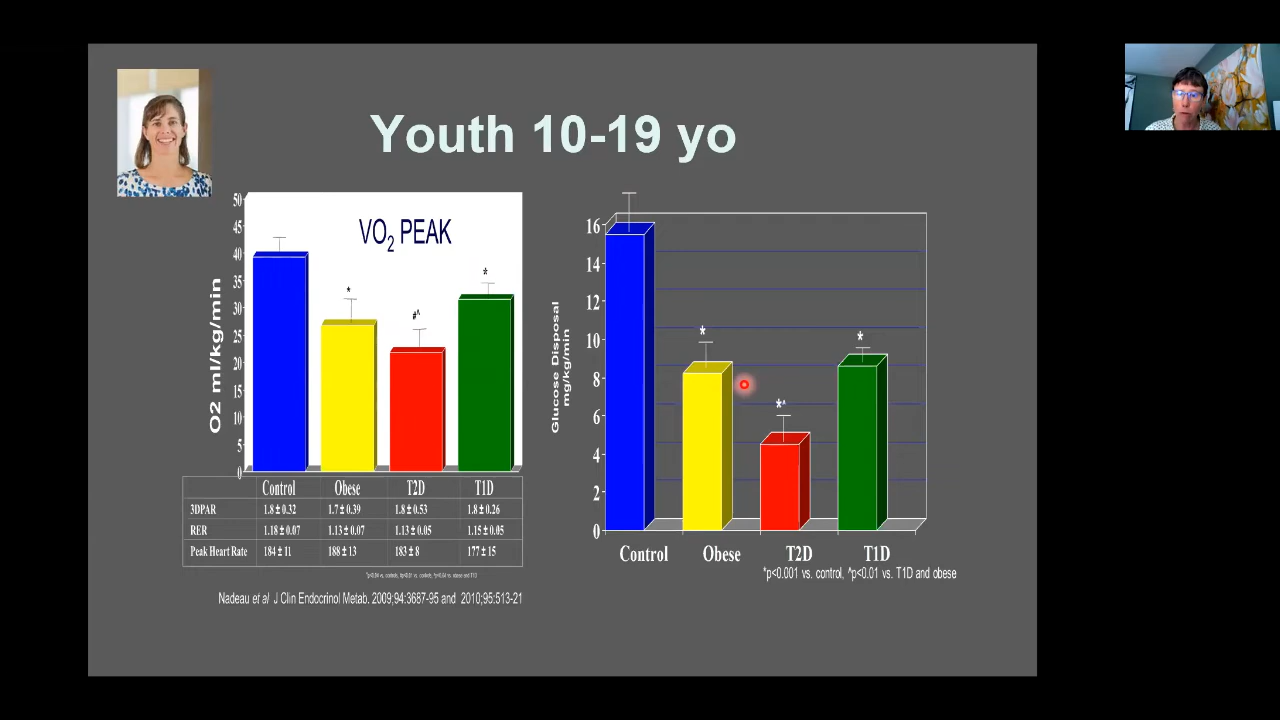 Youth 10-19 yo
VO2 PEAK
O2 ml/kg/min
50
45
40
35
30
25
20
15
10
5
0
*
#^
*
Control Obese T2D T1D
3DPAR 1.8 ± 0.32 1.7 ± 0.39 1.8 ± 0.53 1.8 ± 0.26
RER 1.18 ± 0.07 1.13 ± 0.07 1.13 ± 0.05 1.15 ± 0.05
Peak Heart Rate 184 ± 11 188 ± 13 183 ± 8 177 ± 15
Nadeau et al J Clin Endocrinol Metab. 2009;94:3687-95 and 2010;95:513-21
Glucose Disposal
mg/kg/min
16
14
12
10
8
6
4
2
0
*
*^
*
Control Obese T2D T1D
*p<0.001 vs. control, ^p<0.01 vs. T1D and obese